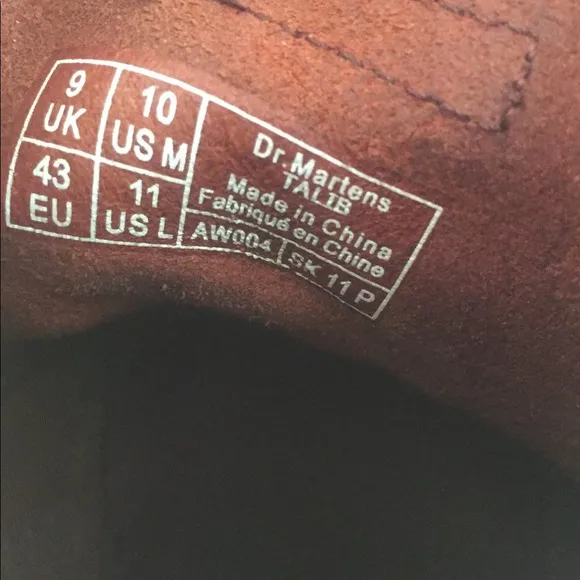 9 UK
10 US M
43 EU
11 US L
Dr.Martens
TALIB
Made in China
Fabriqué en Chine
AW004
SK 11 P